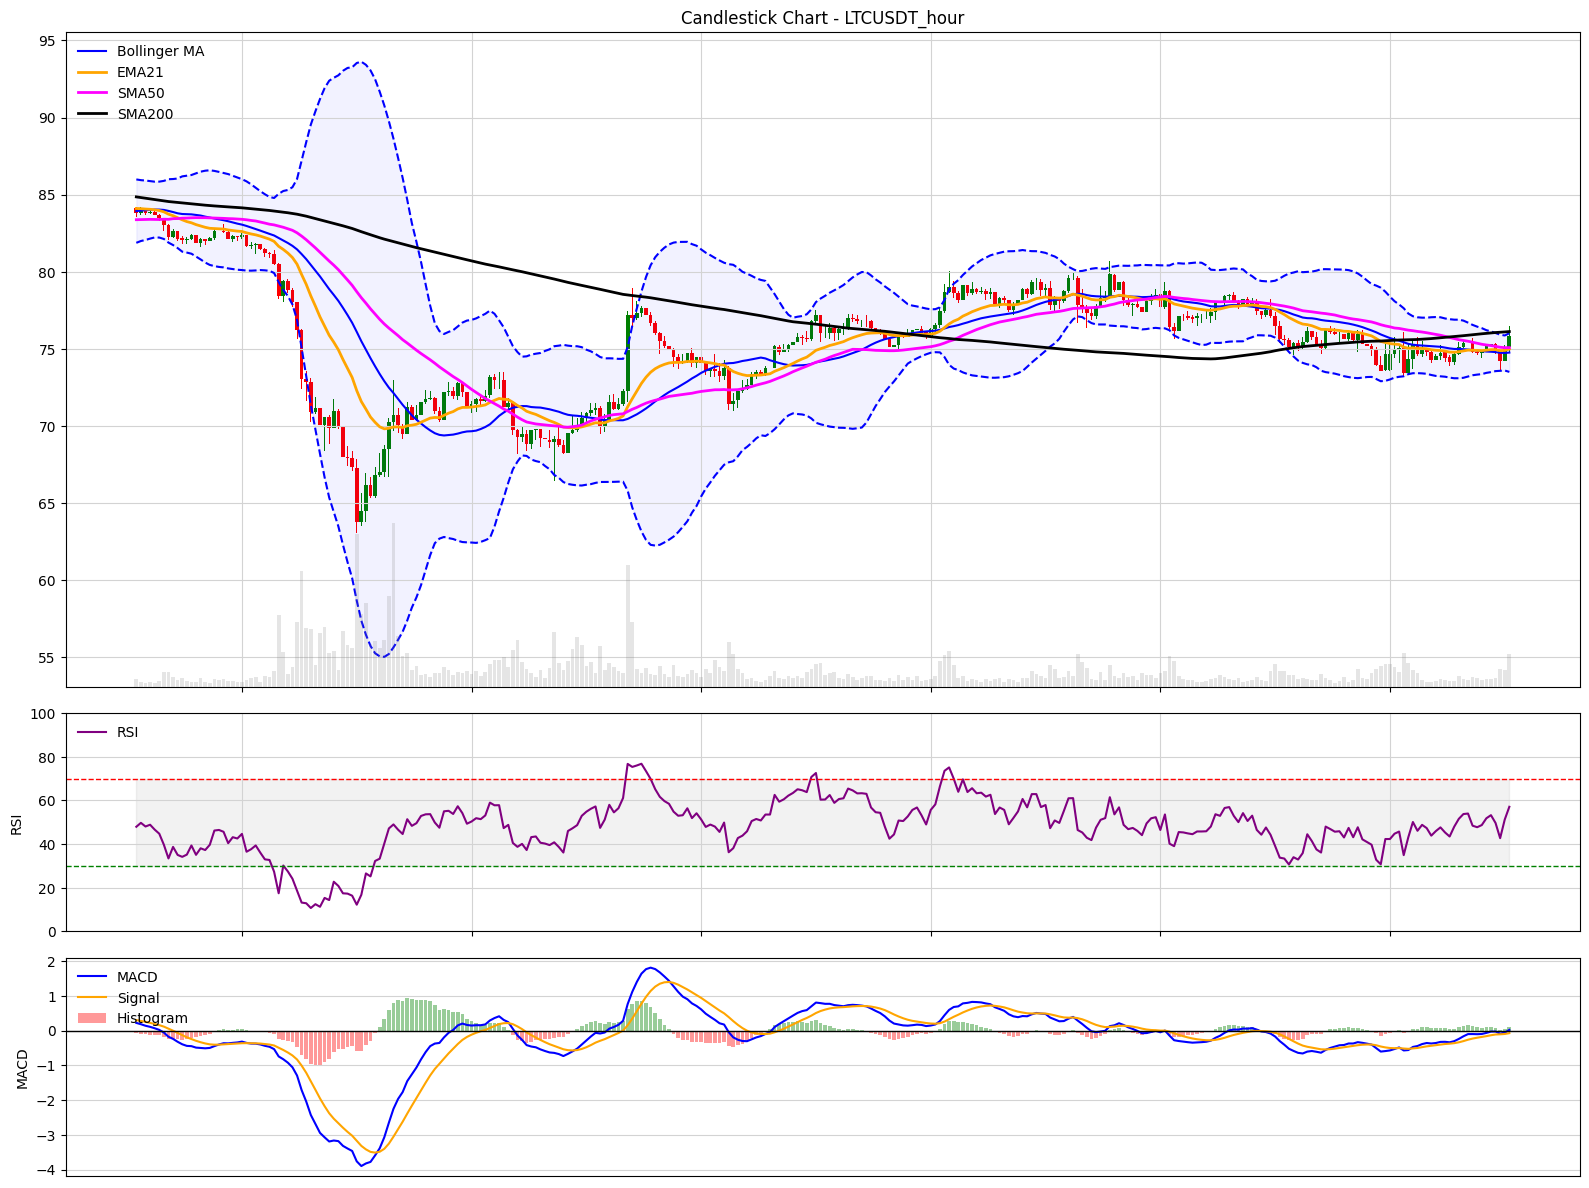 Candlestick Chart - LTCUSDT_hour
95
90
85
80
75
70
65
60
55
Bollinger MA
EMA21
SMA50
SMA200
100
80
60
40
20
0
RSI
RSI
2
1
0
−1
−2
−3
−4
MACD
MACD
Signal
Histogram